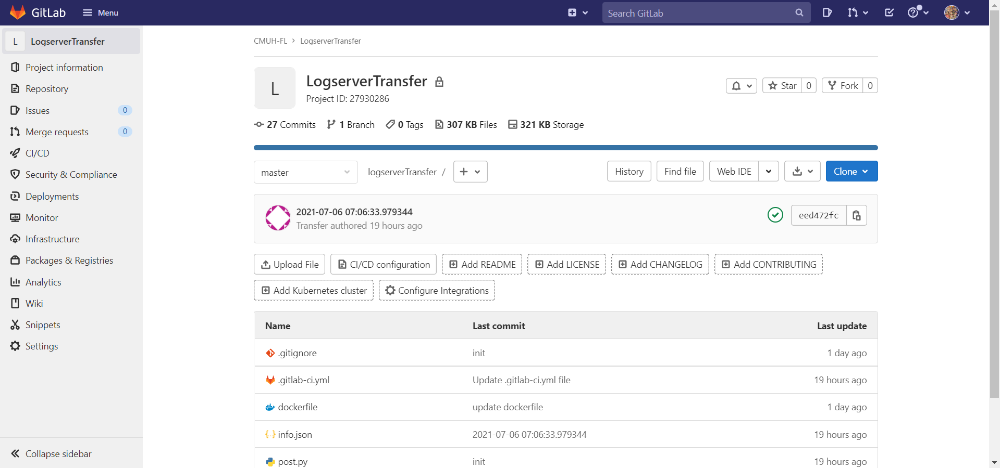 GitLab
Menu
Search GitLab
L
LogserverTransfer
Project information
Repository
Issues
0
Merge requests
0
CI/CD
Security & Compliance
Deployments
Monitor
Infrastructure
Packages & Registries
Analytics
Wiki
Snippets
Settings
Collapse sidebar
CMUH-FL > LogserverTransfer
L
LogserverTransfer
Project ID: 27930286
Star 0
Fork 0
27 Commits 1 Branch 0 Tags 307 KB Files 321 KB Storage
master
logserverTransfer /
History
Find file
Web IDE
Clone
2021-07-06 07:06:33.979344
Transfer authored 19 hours ago
eed472fc
Upload File
CI/CD configuration
Add README
Add LICENSE
Add CHANGELOG
Add CONTRIBUTING
Add Kubernetes cluster
Configure Integrations
Name Last commit Last update
.gitignore init 1 day ago
.gitlab-ci.yml Update .gitlab-ci.yml file 19 hours ago
dockerfile update dockerfile 1 day ago
info.json 2021-07-06 07:06:33.979344 19 hours ago
post.py init 19 hours ago